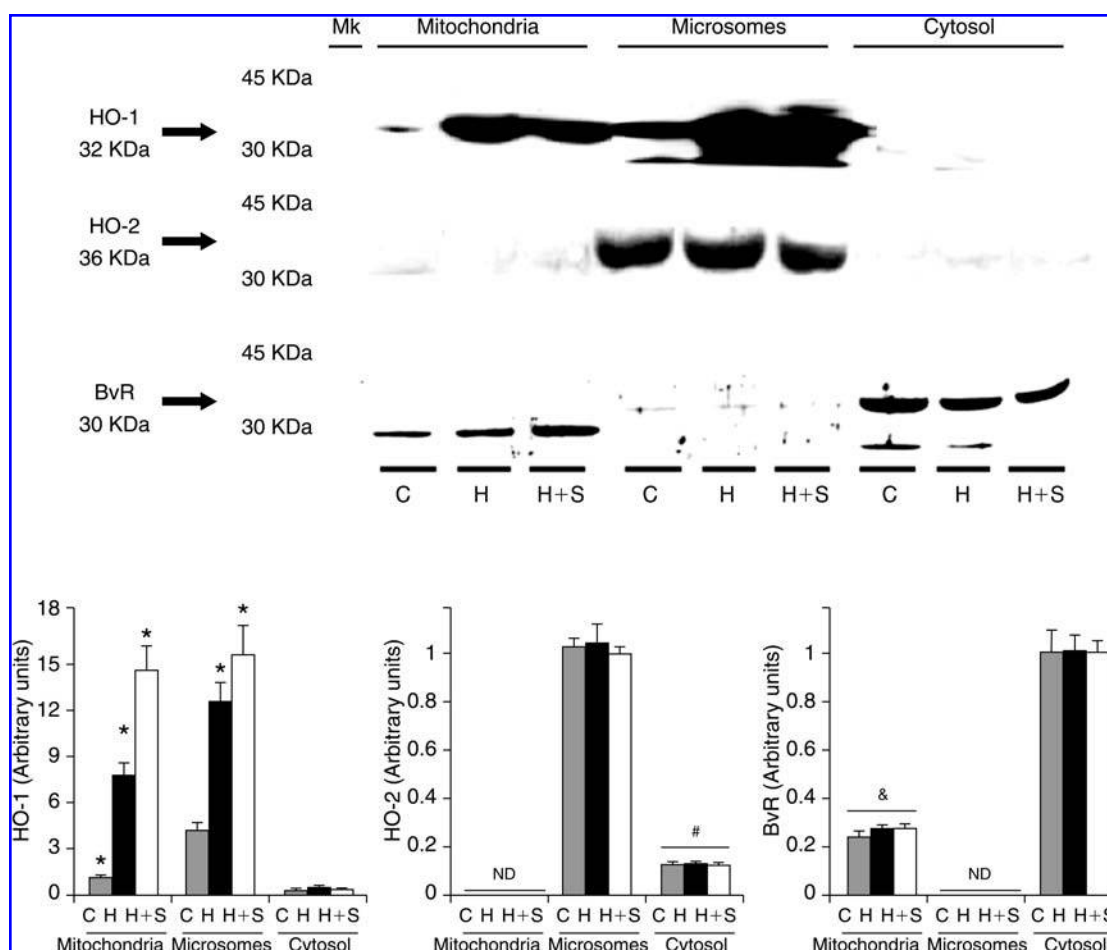 Mk Mitochondria Microsomes Cytosol
45 KDa
HO-1
32 KDa
30 KDa
45 KDa
HO-2
36 KDa
30 KDa
45 KDa
BvR
30 KDa
30 KDa
C H H+S C H H+S C H H+S
HO-1 (Arbitrary units)
18
15
12
9
6
3
0
* * * * *
C H H+S C H H+S C H H+S
Mitochondria Microsomes Cytosol
HO-2 (Arbitrary units)
1
0.8
0.6
0.4
0.2
0
ND
#
C H H+S C H H+S C H H+S
Mitochondria Microsomes Cytosol
BvR (Arbitrary units)
1
0.8
0.6
0.4
0.2
0
&
ND
C H H+S C H H+S C H H+S
Mitochondria Microsomes Cytosol